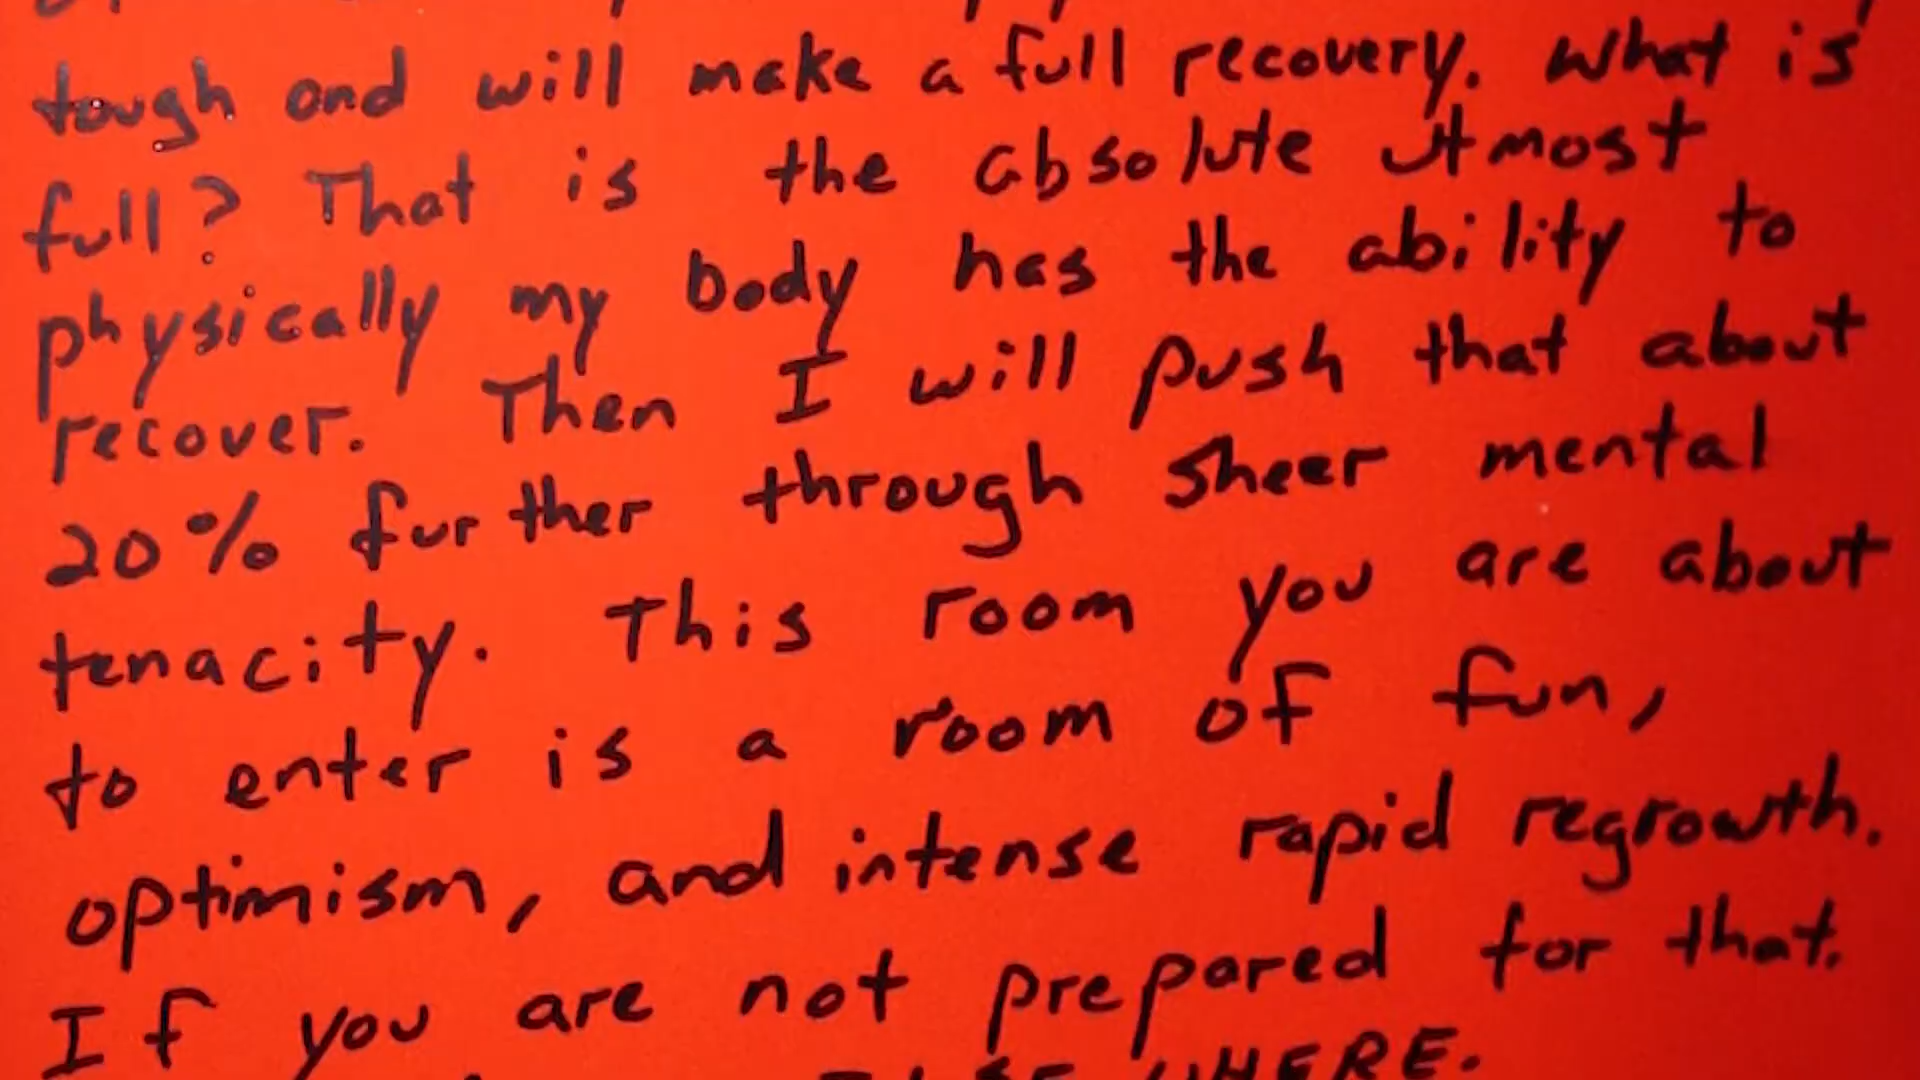 tough and will make a full recovery. What is
full? That is the absolute utmost
physically my body has the ability to
recover. Then I will push that about
20% further through sheer mental
tenacity. This room you are about
to enter is a room of fun,
optimism, and intense rapid regrowth.
If you are not prepared for that,
ELSEWHERE.